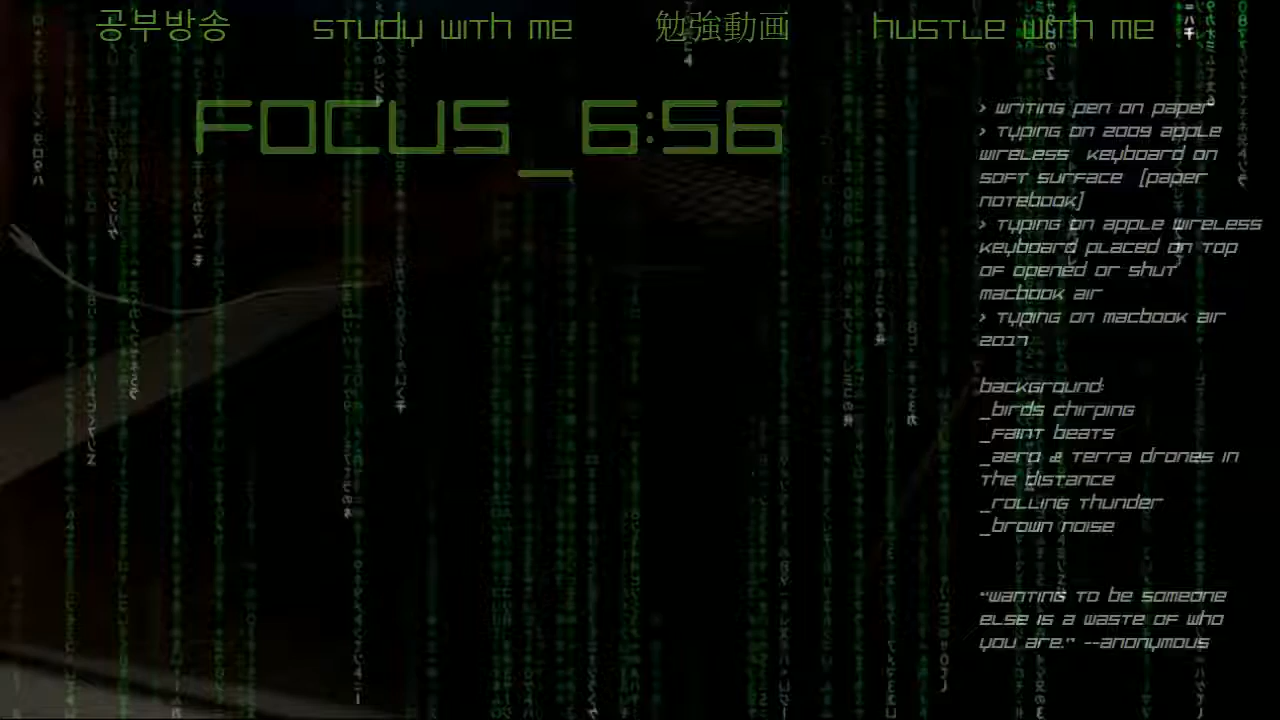 공부방송 study with me 勉強動画 hustle with me
FOCUS _6:56
> writing pen on paper
> typing on 2009 apple
wireless keyboard on
soft surface [paper
notebook]
> typing on apple wireless
keyboard placed on top
of opened or shut
macbook air
> typing on macbook air
2017
background:
_birds chirping
_faint beats
_aero & terra drones in
the distance
_rolling thunder
_brown noise
"wanting to be someone
else is a waste of who
you are." --anonymous